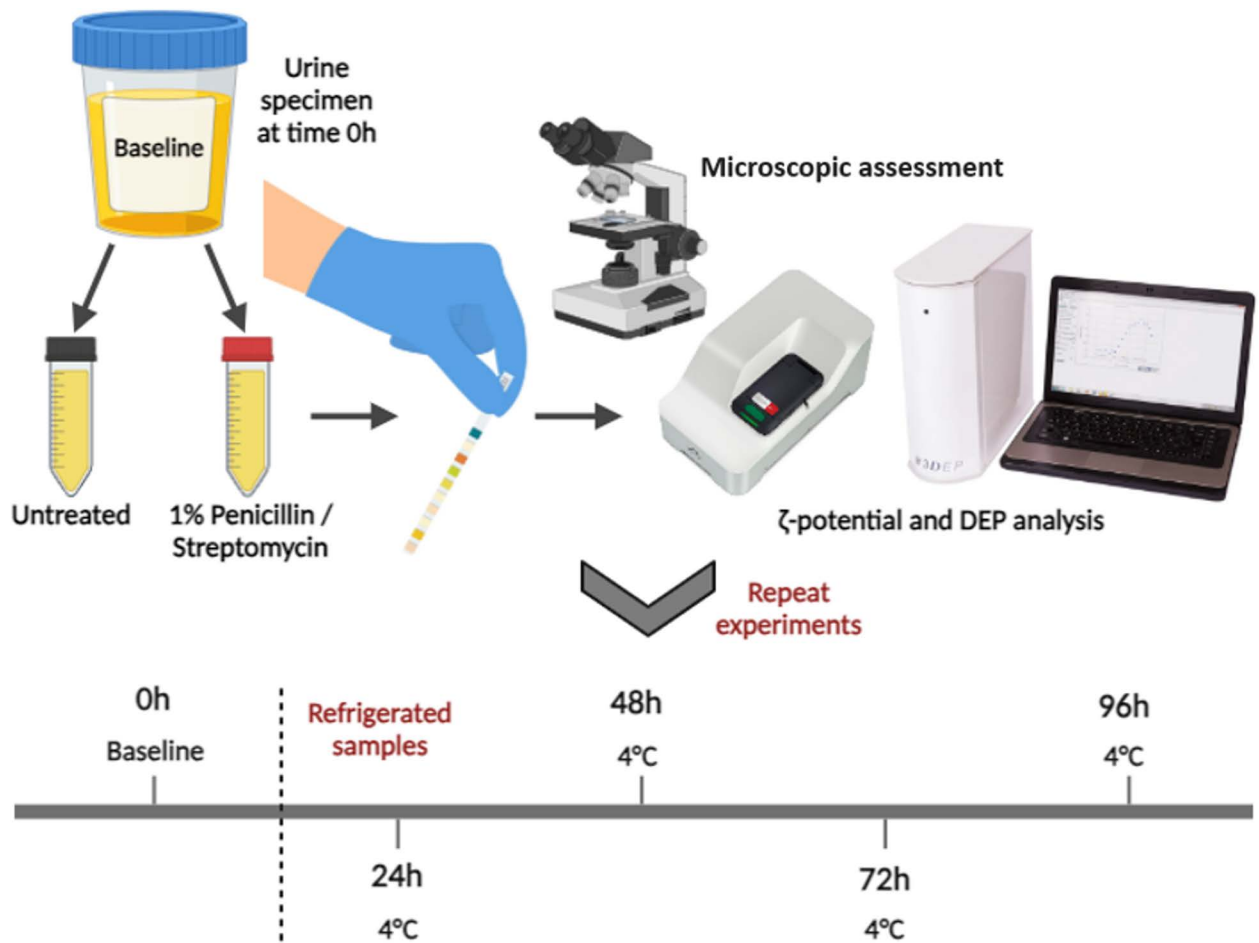 Urine
specimen
at time 0h
Baseline
Microscopic assessment
Untreated
1% Penicillin /
Streptomycin
3DEP
ζ-potential and DEP analysis
Repeat
experiments
0h
Baseline
Refrigerated
samples
48h
4°C
96h
4°C
24h
4°C
72h
4°C